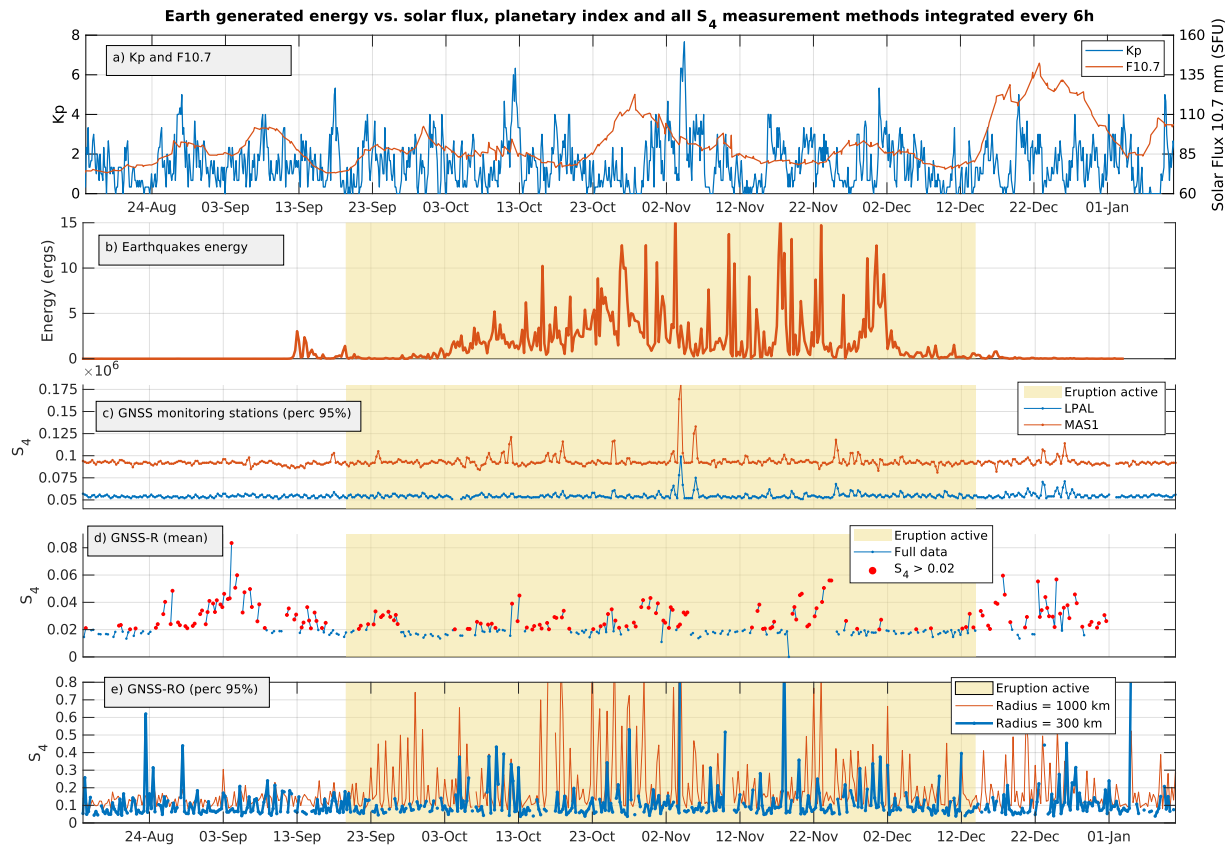 Earth generated energy vs. solar flux, planetary index and all S4 measurement methods integrated every 6h
a) Kp and F10.7
Kp
F10.7
Kp
0
2
4
6
8
Solar Flux 10.7 mm (SFU)
60
85
110
135
160
24-Aug 03-Sep 13-Sep 23-Sep 03-Oct 13-Oct 23-Oct 02-Nov 12-Nov 22-Nov 02-Dec 12-Dec 22-Dec 01-Jan
b) Earthquakes energy
Energy (ergs)
0
5
10
15
×10^6
c) GNSS monitoring stations (perc 95%)
Eruption active
LPAL
MAS1
S4
0.05
0.075
0.1
0.125
0.15
0.175
d) GNSS-R (mean)
Eruption active
Full data
S4 > 0.02
S4
0
0.02
0.04
0.06
0.08
e) GNSS-RO (perc 95%)
Eruption active
Radius = 1000 km
Radius = 300 km
S4
0
0.1
0.2
0.3
0.4
0.5
0.6
0.7
0.8
24-Aug 03-Sep 13-Sep 23-Sep 03-Oct 13-Oct 23-Oct 02-Nov 12-Nov 22-Nov 02-Dec 12-Dec 22-Dec 01-Jan